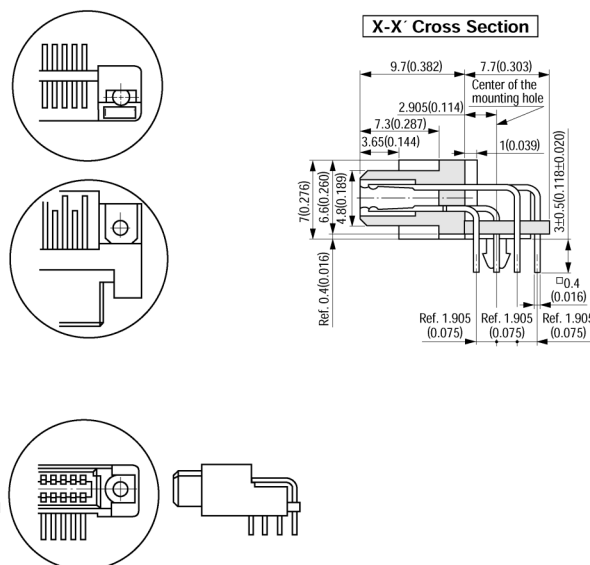 X-X´ Cross Section
9.7(0.382)
7.7(0.303)
Center of the
mounting hole
2.905(0.114)
7.3(0.287)
3.65(0.144)
1(0.039)
7(0.276)
6.6(0.260)
4.8(0.189)
3±0.5(0.118±0.020)
Ref. 0.4(0.016)
□0.4
(0.016)
Ref. 1.905
(0.075)
Ref. 1.905
(0.075)
Ref. 1.905
(0.075)